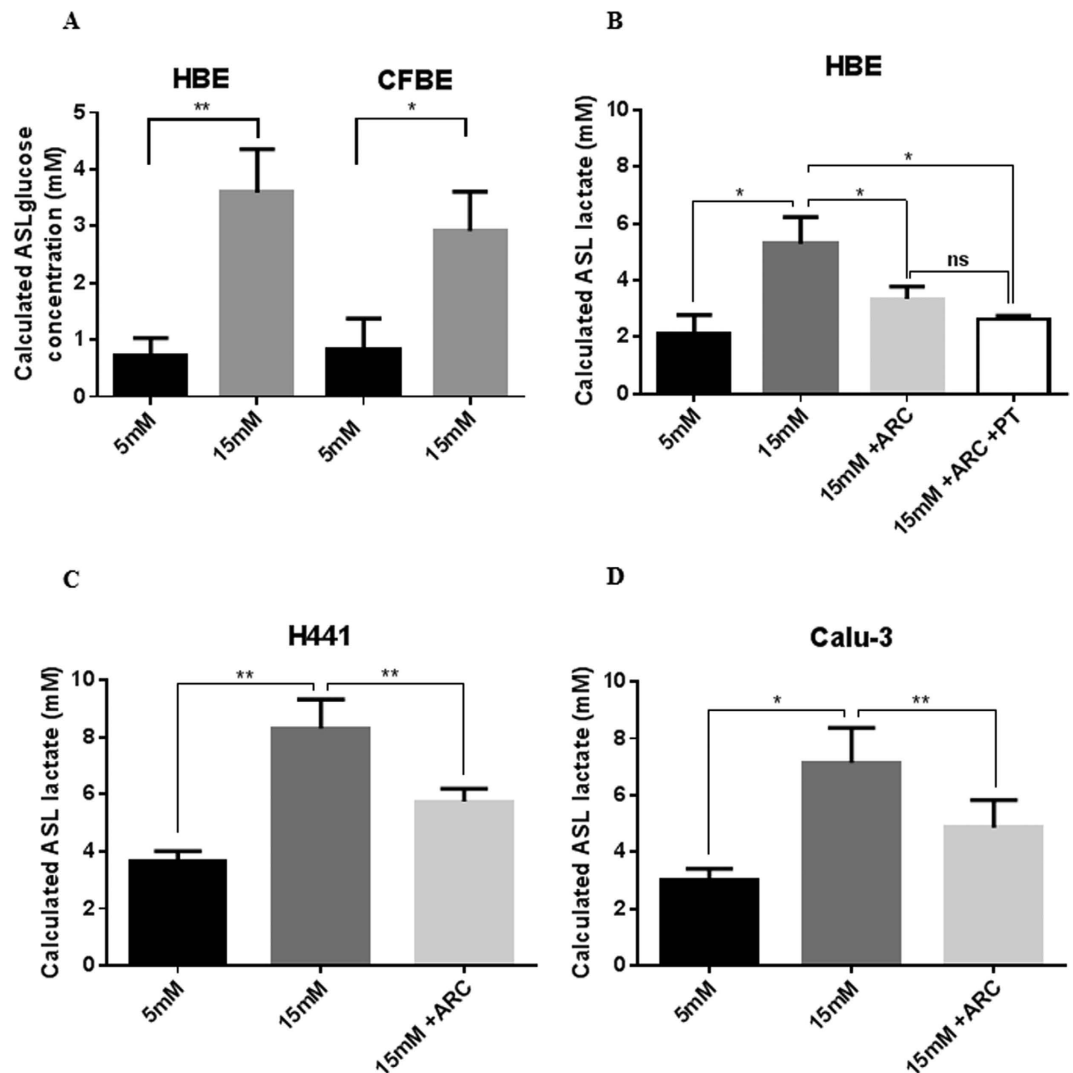 A
HBE
CFBE
**
*
Calculated ASLglucose
concentration (mM)
5
4
3
2
1
0
5mM
15mM
5mM
15mM
B
HBE
Calculated ASL lactate (mM)
10
8
6
4
2
0
*
*
*
ns
5mM
15mM
15mM +ARC
15mM +ARC +PT
C
H441
Calculated ASL lactate (mM)
10
8
6
4
2
0
**
**
5mM
15mM
15mM +ARC
D
Calu-3
Calculated ASL lactate (mM)
10
8
6
4
2
0
*
**
5mM
15mM
15mM +ARC